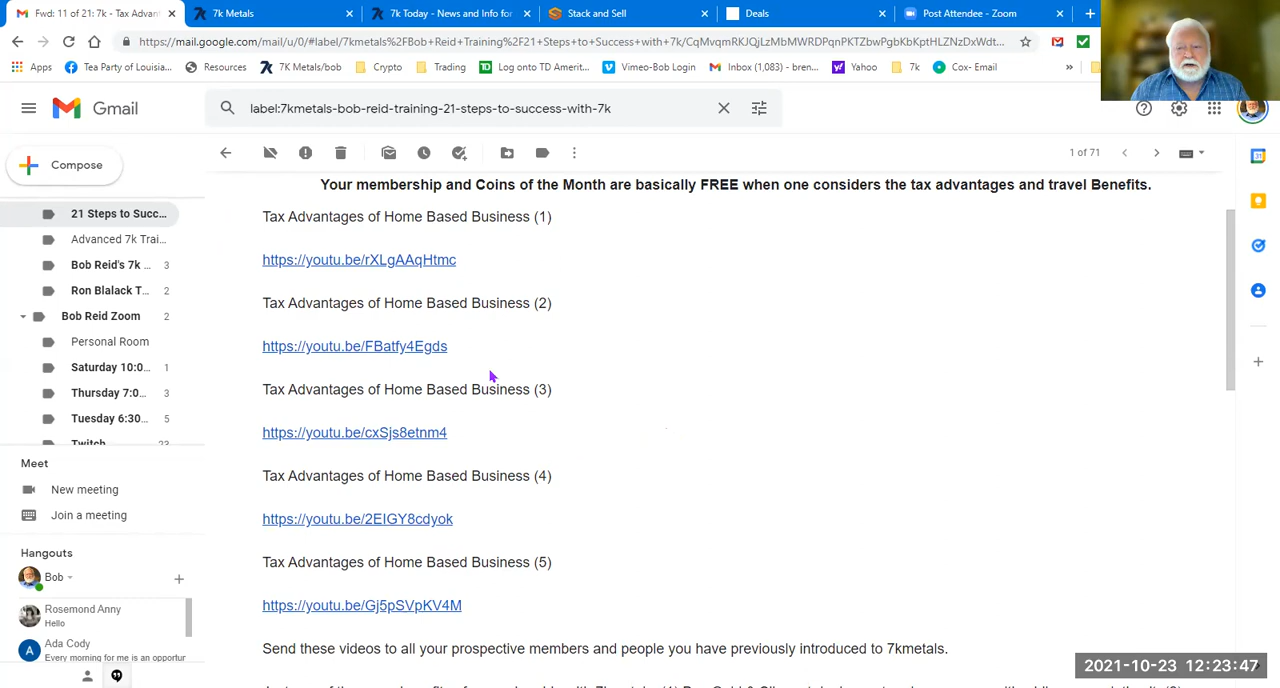 Fwd: 11 of 21: 7k - Tax Advan
7k Metals
7k Today - News and Info for
Stack and Sell
Deals
Post Attendee - Zoom
https://mail.google.com/mail/u/0/#label/7kmetals%2FBob+Reid+Training%2F21+Steps+to+Success+with+7k/CqMvqmRKJQjLzMbMWRDPqnPKTZbwPgbKbKptHLZNzDxWdt...
Apps
Tea Party of Louisia...
Resources
7K Metals/bob
Crypto
Trading
Log onto TD Amerit...
Vimeo-Bob Login
Inbox (1,083) - bren...
Yahoo
7k
Cox- Email
»
Gmail
label:7kmetals-bob-reid-training-21-steps-to-success-with-7k
Compose
1 of 71
21 Steps to Succ...
Advanced 7k Trai...
Bob Reid's 7k ... 3
Ron Blalack T... 2
Bob Reid Zoom 2
Personal Room
Saturday 10:0... 1
Thursday 7:0... 3
Tuesday 6:30... 5
Twitch 23
Meet
New meeting
Join a meeting
Hangouts
Bob
Rosemond Anny
Hello
A
Ada Cody
Every morning for me is an opportur
Your membership and Coins of the Month are basically FREE when one considers the tax advantages and travel Benefits.
Tax Advantages of Home Based Business (1)
https://youtu.be/rXLgAAqHtmc
Tax Advantages of Home Based Business (2)
https://youtu.be/FBatfy4Egds
Tax Advantages of Home Based Business (3)
https://youtu.be/cxSjs8etnm4
Tax Advantages of Home Based Business (4)
https://youtu.be/2EIGY8cdyok
Tax Advantages of Home Based Business (5)
https://youtu.be/Gj5pSVpKV4M
Send these videos to all your prospective members and people you have previously introduced to 7kmetals.
31
2021-10-23 12:23:47